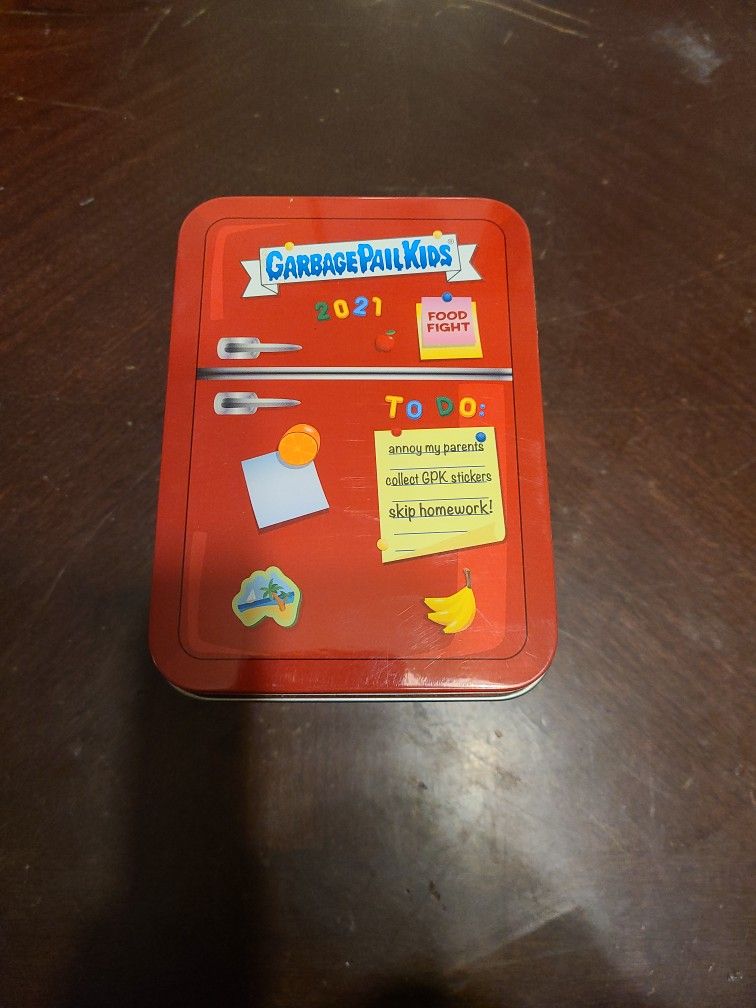 GARBAGE PAIL KIDS®
2021
FOOD
FIGHT
TO DO:
annoy my parents
collect GPK stickers
skip homework!